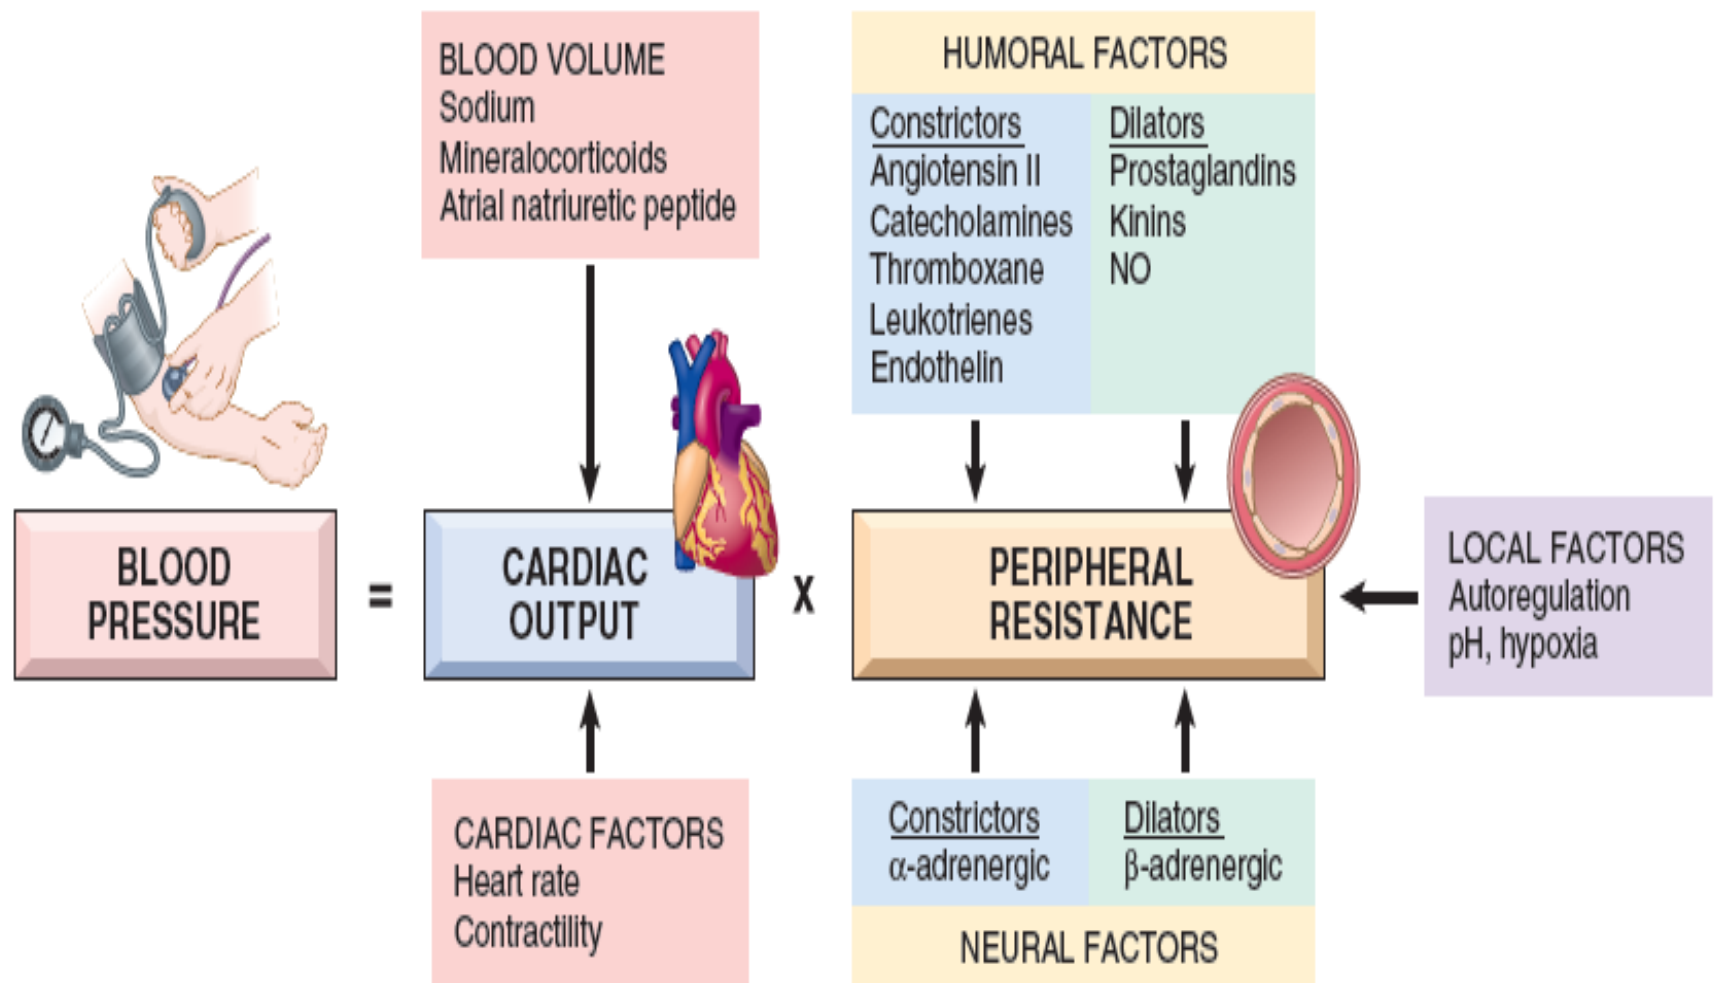 BLOOD VOLUME
Sodium
Mineralocorticoids
Atrial natriuretic peptide
HUMORAL FACTORS
Constrictors
Angiotensin II
Catecholamines
Thromboxane
Leukotrienes
Endothelin
Dilators
Prostaglandins
Kinins
NO
BLOOD
PRESSURE
=
CARDIAC
OUTPUT
x
PERIPHERAL
RESISTANCE
LOCAL FACTORS
Autoregulation
pH, hypoxia
CARDIAC FACTORS
Heart rate
Contractility
Constrictors
α-adrenergic
Dilators
β-adrenergic
NEURAL FACTORS